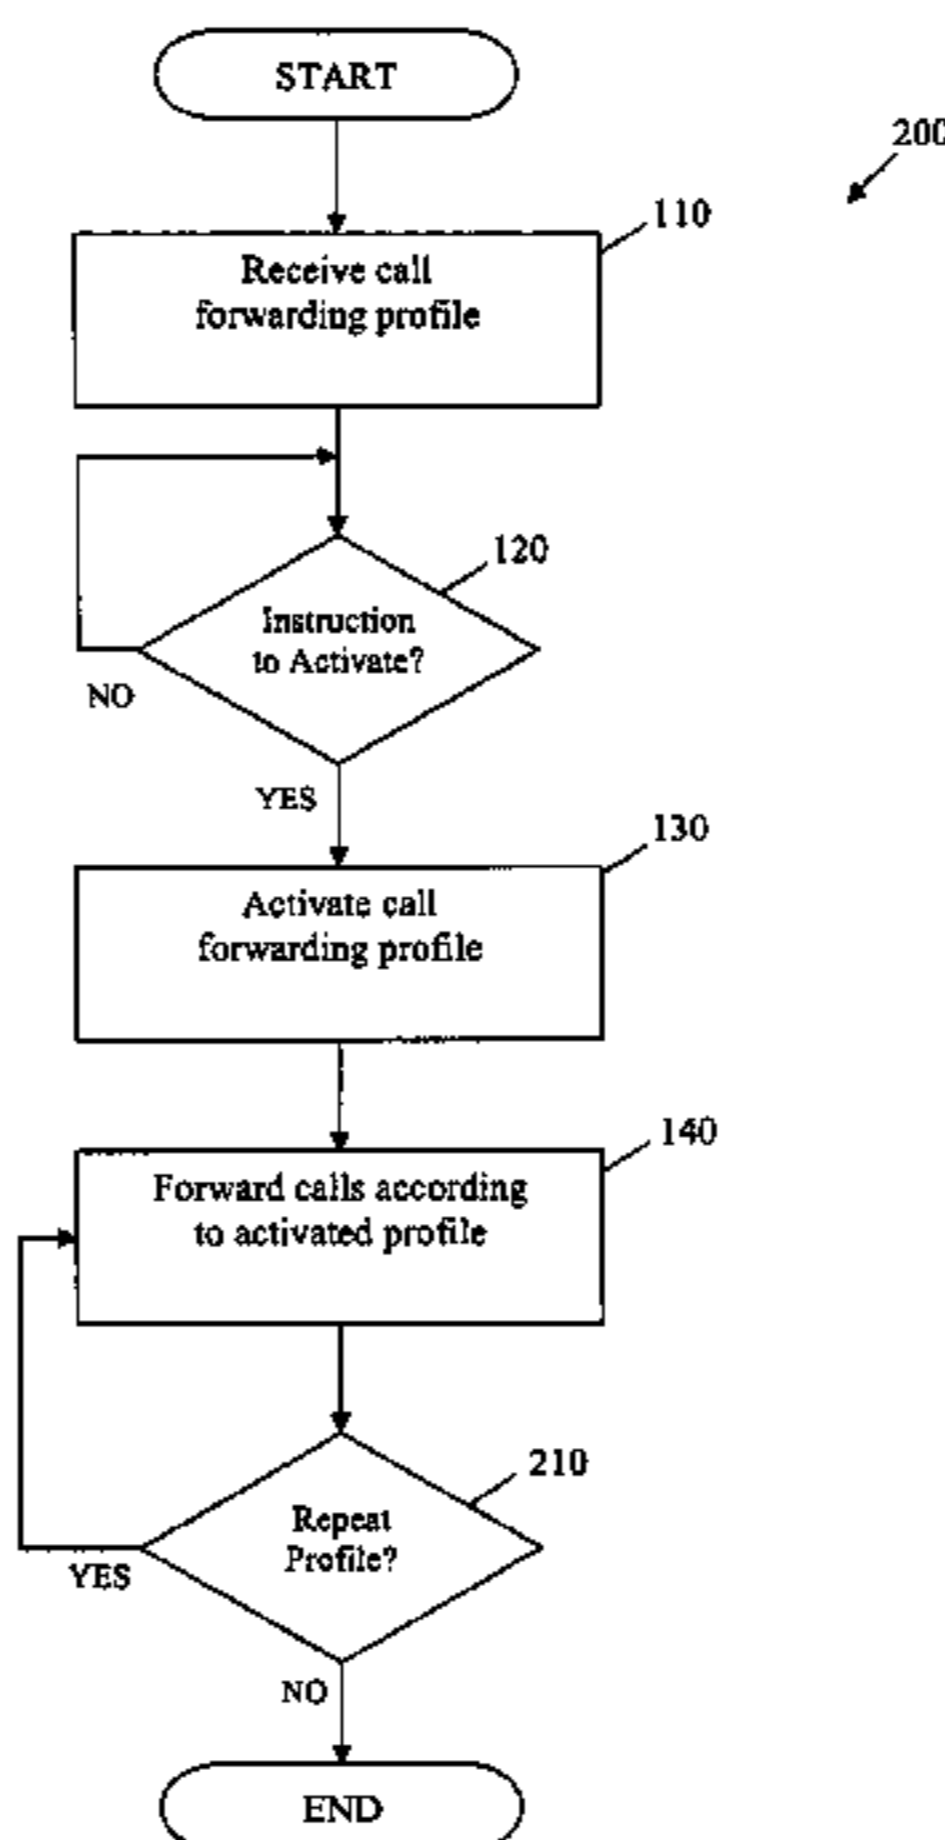 START
200
110
Receive call
forwarding profile
120
Instruction
to Activate?
NO
YES
130
Activate call
forwarding profile
140
Forward calls according
to activated profile
210
Repeat
Profile?
YES
NO
END